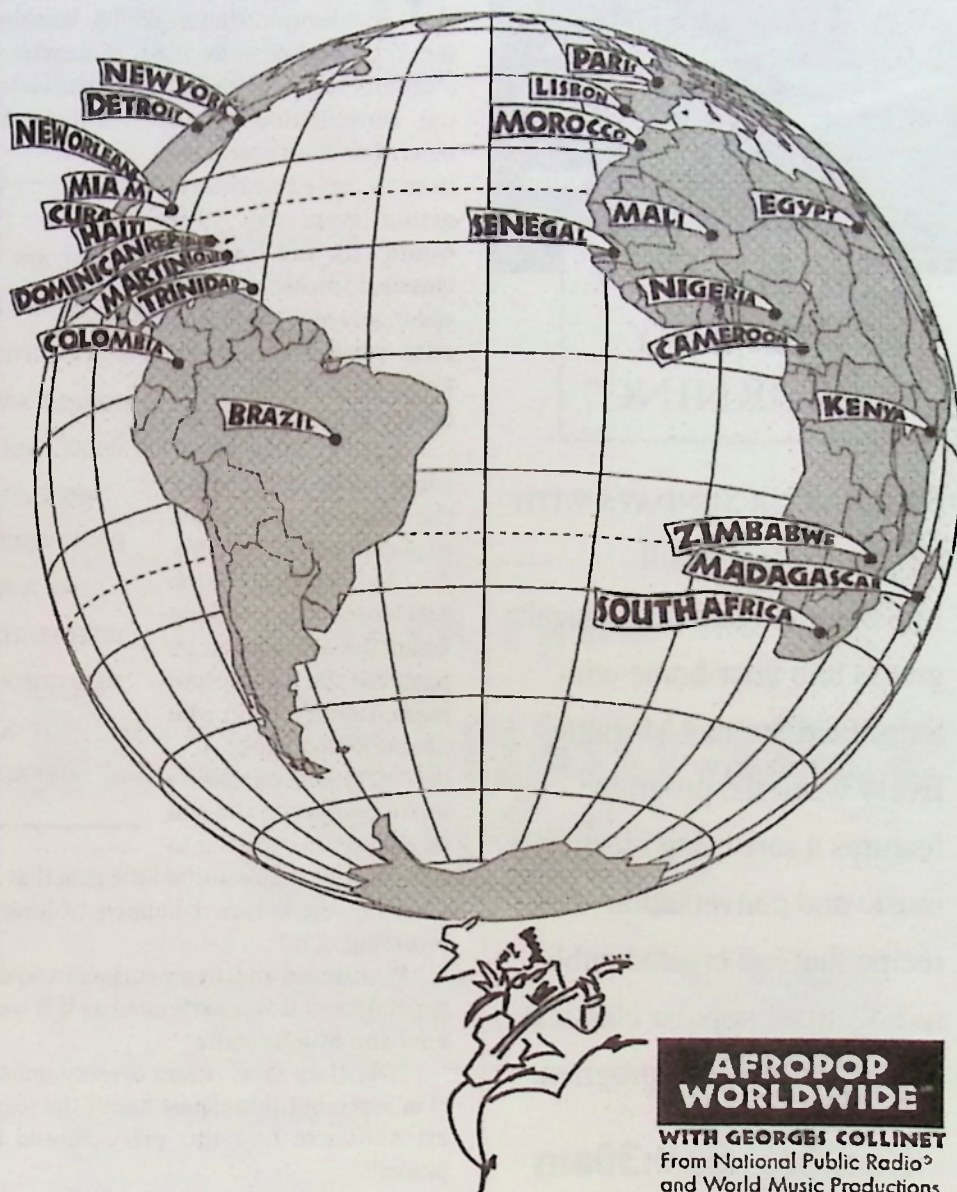 NEW YORK
DETROIT
NEW ORLEANS
MIAMI
CUBA
HAITI
DOMINICAN REPUBLIC
MARTINIQUE
TRINIDAD
COLOMBIA
BRAZIL
PARIS
LISBON
MOROCCO
SENEGAL
MALI
EGYPT
NIGERIA
CAMEROON
KENYA
ZIMBABWE
MADAGASCAR
SOUTH AFRICA
AFROPOP
WORLDWIDE
WITH GEORGES COLLINET
From National Public Radio®
and World Music Productions